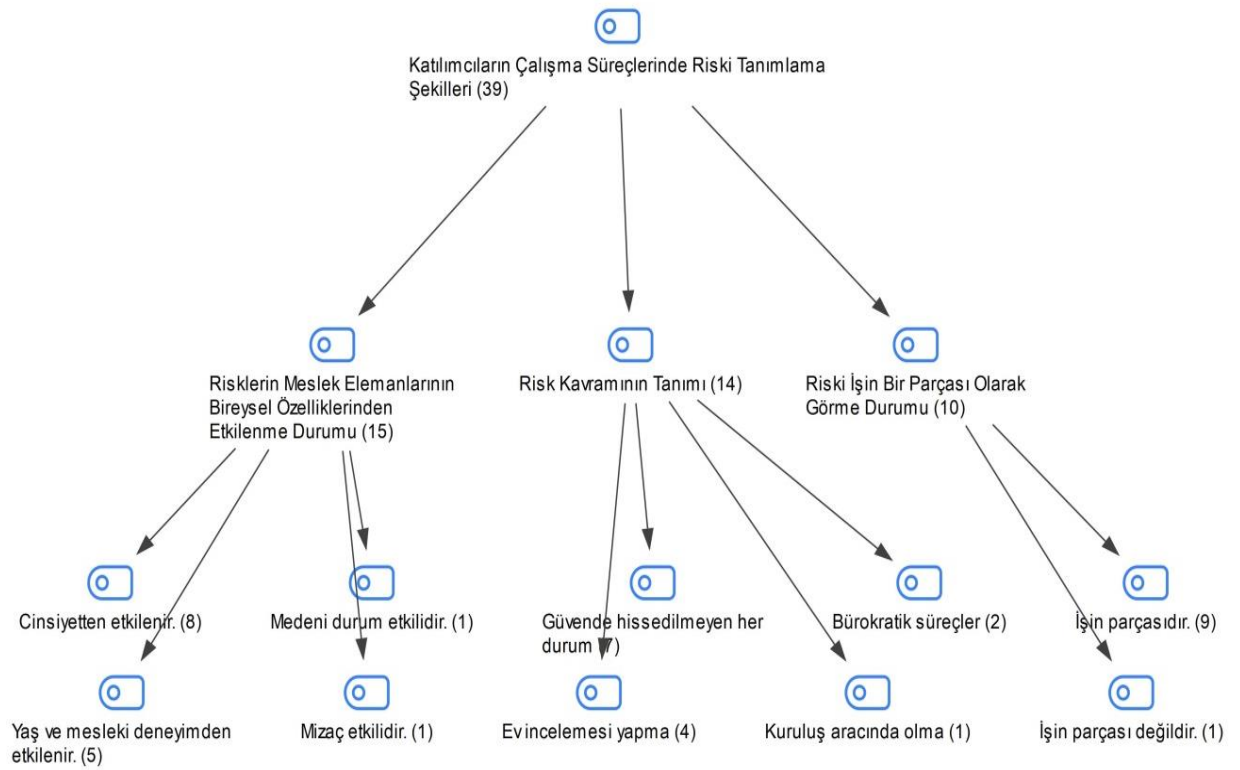 Katılımcıların Çalışma Süreçlerinde Riski Tanımlama
Şekilleri (39)
Risklerin Meslek Elemanlarının
Bireysel Özelliklerinden
Etkilenme Durumu (15)
Risk Kavramının Tanımı (14)
Riski İşin Bir Parçası Olarak
Görme Durumu (10)
Cinsiyetten etkilenir. (8)
Medeni durum etkilidir. (1)
Güvende hissedilmeyen her
durum (7)
Bürokratik süreçler (2)
İşin parçasıdır. (9)
Yaş ve mesleki deneyimden
etkilenir. (5)
Mizaç etkilidir. (1)
Ev incelemesi yapma (4)
Kuruluş aracında olma (1)
İşin parçası değildir. (1)